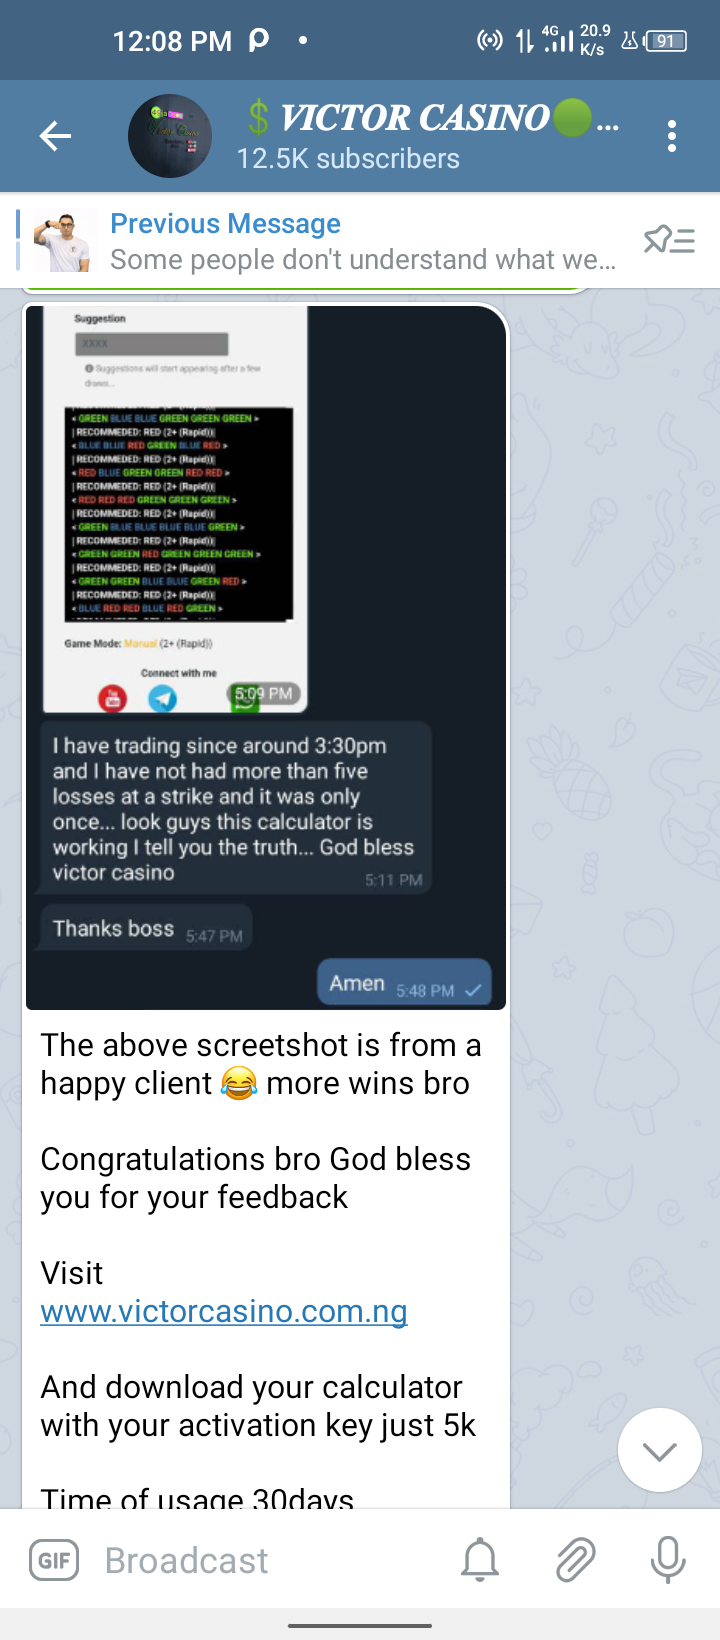 12:08 PM
4G 20.9 K/s 91
$ VICTOR CASINO...
12.5K subscribers
Previous Message
Some people don't understand what we...
Suggestion
XXXX
Suggestions will start appearing after a few
draws...
< GREEN BLUE BLUE GREEN GREEN GREEN >
| RECOMMEDED: RED (2+ (Rapid))|
< BLUE BLUE RED GREEN BLUE RED >
| RECOMMEDED: RED (2+ (Rapid))|
< RED BLUE GREEN GREEN RED RED >
| RECOMMEDED: RED (2+ (Rapid))|
< RED RED RED GREEN GREEN GREEN >
| RECOMMEDED: RED (2+ (Rapid))|
< GREEN BLUE BLUE BLUE BLUE GREEN >
| RECOMMEDED: RED (2+ (Rapid))|
< GREEN GREEN RED GREEN GREEN GREEN >
| RECOMMEDED: RED (2+ (Rapid))|
< GREEN GREEN BLUE BLUE GREEN RED >
| RECOMMEDED: RED (2+ (Rapid))|
< BLUE RED RED BLUE RED GREEN >
Game Mode: Manual (2+ (Rapid))
Connect with me
You Tube
5:09 PM
I have trading since around 3:30pm
and I have not had more than five
losses at a strike and it was only
once... look guys this calculator is
working I tell you the truth... God bless
victor casino 5:11 PM
Thanks boss 5:47 PM
Amen 5:48 PM
The above screetshot is from a
happy client 😂 more wins bro
Congratulations bro God bless
you for your feedback
Visit
www.victorcasino.com.ng
And download your calculator
with your activation key just 5k
Time of usage 30days
GIF Broadcast